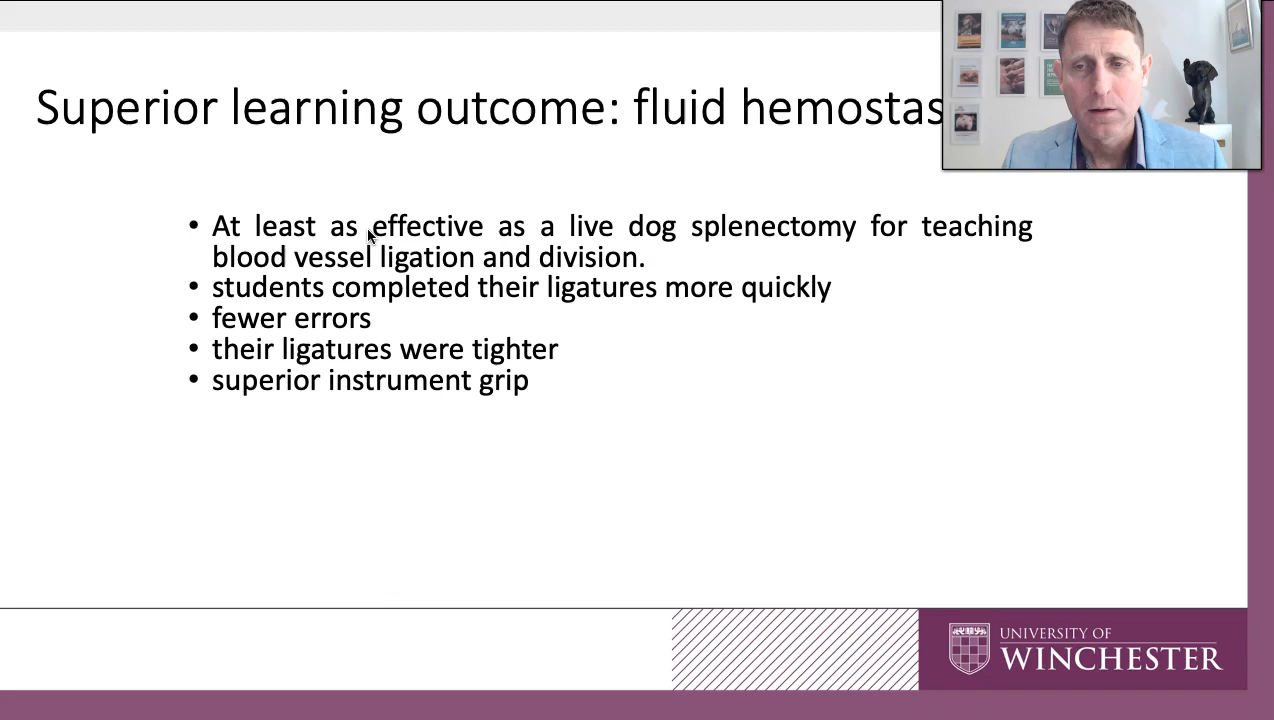 Superior learning outcome: fluid hemostas
• At least as effective as a live dog splenectomy for teaching
blood vessel ligation and division.
• students completed their ligatures more quickly
• fewer errors
• their ligatures were tighter
• superior instrument grip
UNIVERSITY OF
WINCHESTER